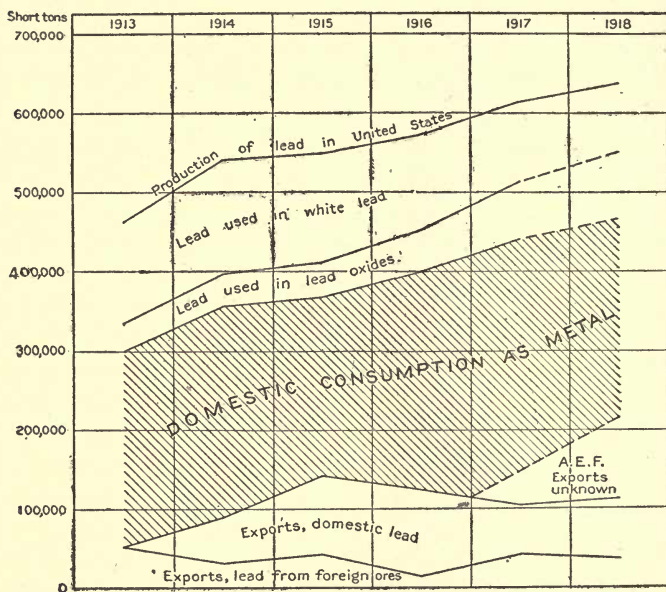 Short tons
1913 1914 1915 1916 1917 1918
700,000
600,000
Production of lead in United States
500,000
Lead used in white lead
400,000
Lead used in lead oxides.
300,000
DOMESTIC CONSUMPTION AS METAL
200,000
A.E.F.
Exports
unknown
100,000
Exports, domestic lead
Exports, lead from foreign ores
0